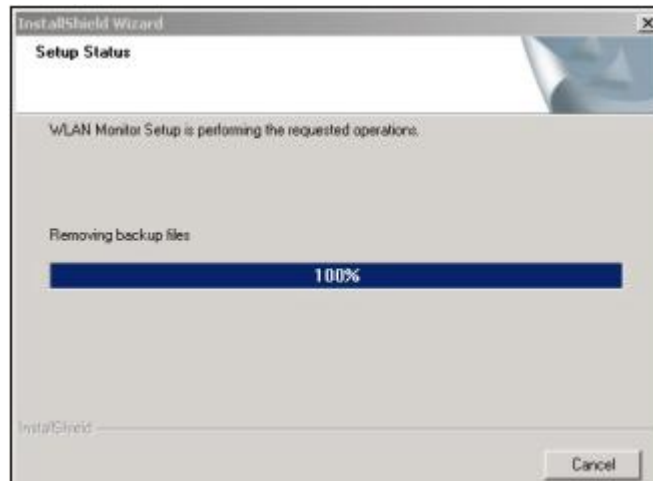 InstallShield Wizard
Setup Status
WLAN Monitor Setup is performing the requested operations.
Removing backup files
100%
InstallShield
Cancel